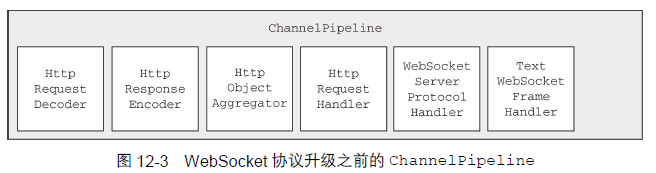 ChannelPipeline
Http
Request
Decoder
Http
Response
Encoder
Http
Object
Aggregator
Http
Request
Handler
WebSocket
Server
Protocol
Handler
Text
WebSocket
Frame
Handler
图 12-3 WebSocket 协议升级之前的 ChannelPipeline